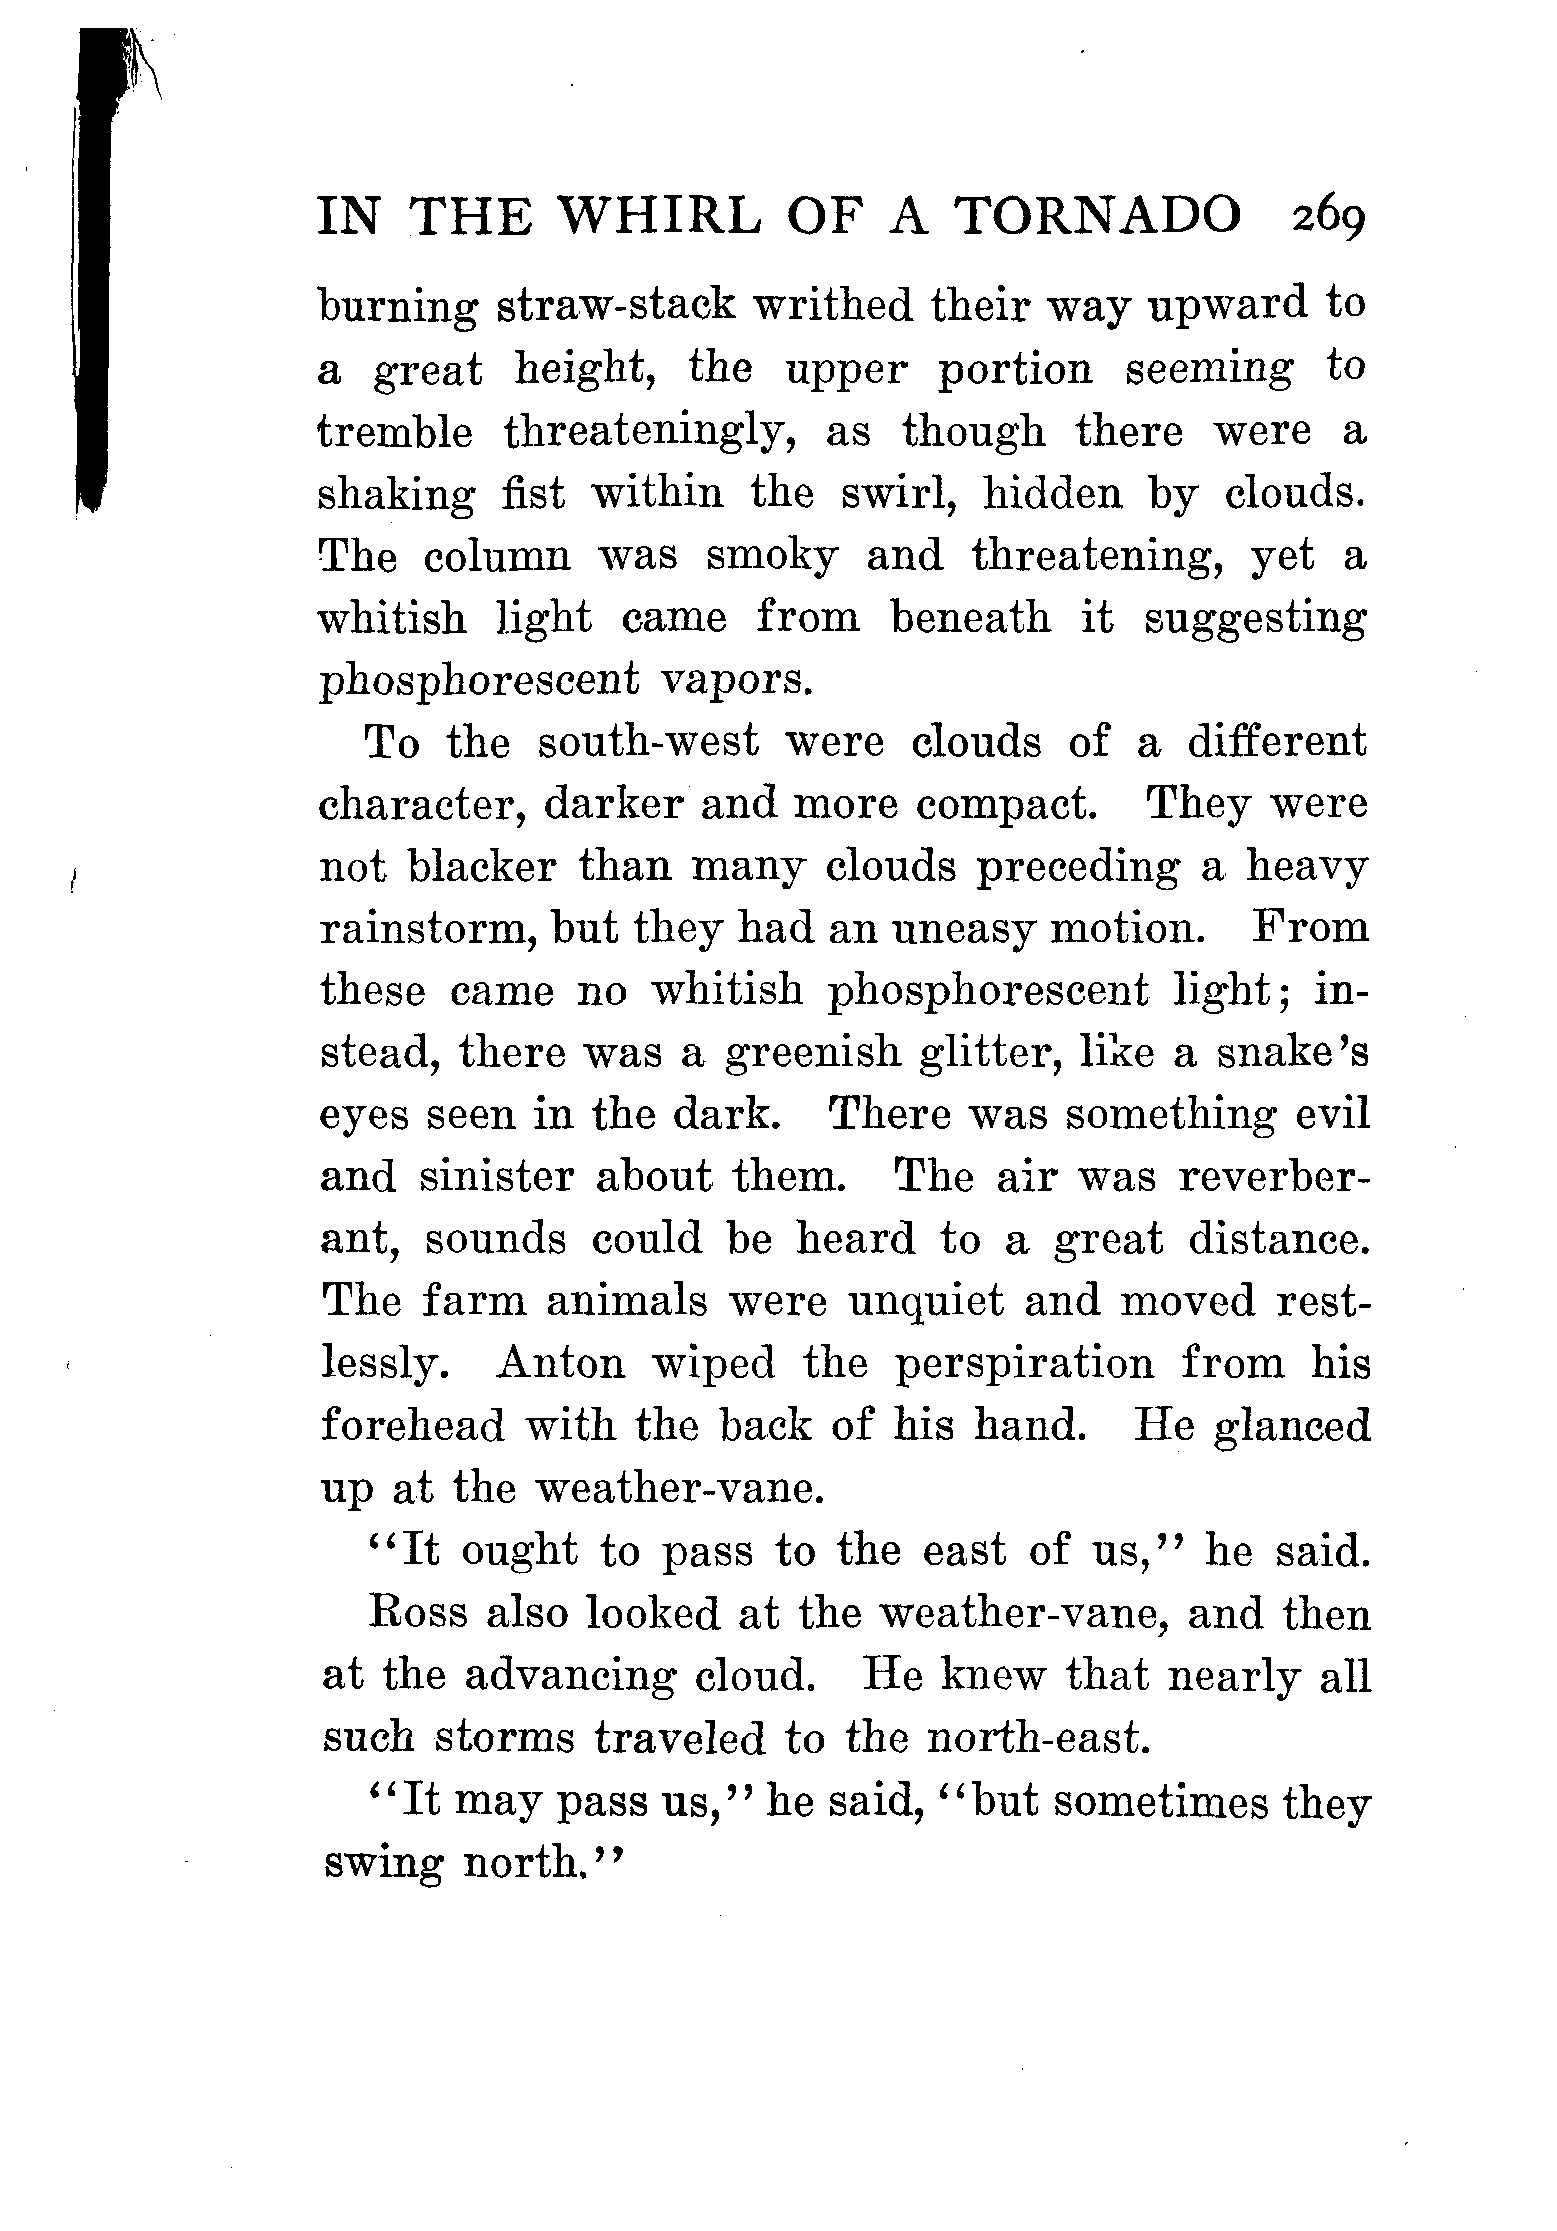 IN THE WHIRL OF A TORNADO 269
burning straw-stack writhed their way upward to
a great height, the upper portion seeming to
tremble threateningly, as though there were a
shaking fist within the swirl, hidden by clouds.
The column was smoky and threatening, yet a
whitish light came from beneath it suggesting
phosphorescent vapors.
To the south-west were clouds of a different
character, darker and more compact. They were
not blacker than many clouds preceding a heavy
rainstorm, but they had an uneasy motion. From
these came no whitish phosphorescent light; in-
stead, there was a greenish glitter, like a snake's
eyes seen in the dark. There was something evil
and sinister about them. The air was reverber-
ant, sounds could be heard to a great distance.
The farm animals were unquiet and moved rest-
lessly. Anton wiped the perspiration from his
forehead with the back of his hand. He glanced
up at the weather-vane.
"It ought to pass to the east of us," he said.
Ross also looked at the weather-vane, and then
at the advancing cloud. He knew that nearly all
such storms traveled to the north-east.
"It may pass us," he said, "but sometimes they
swing north."